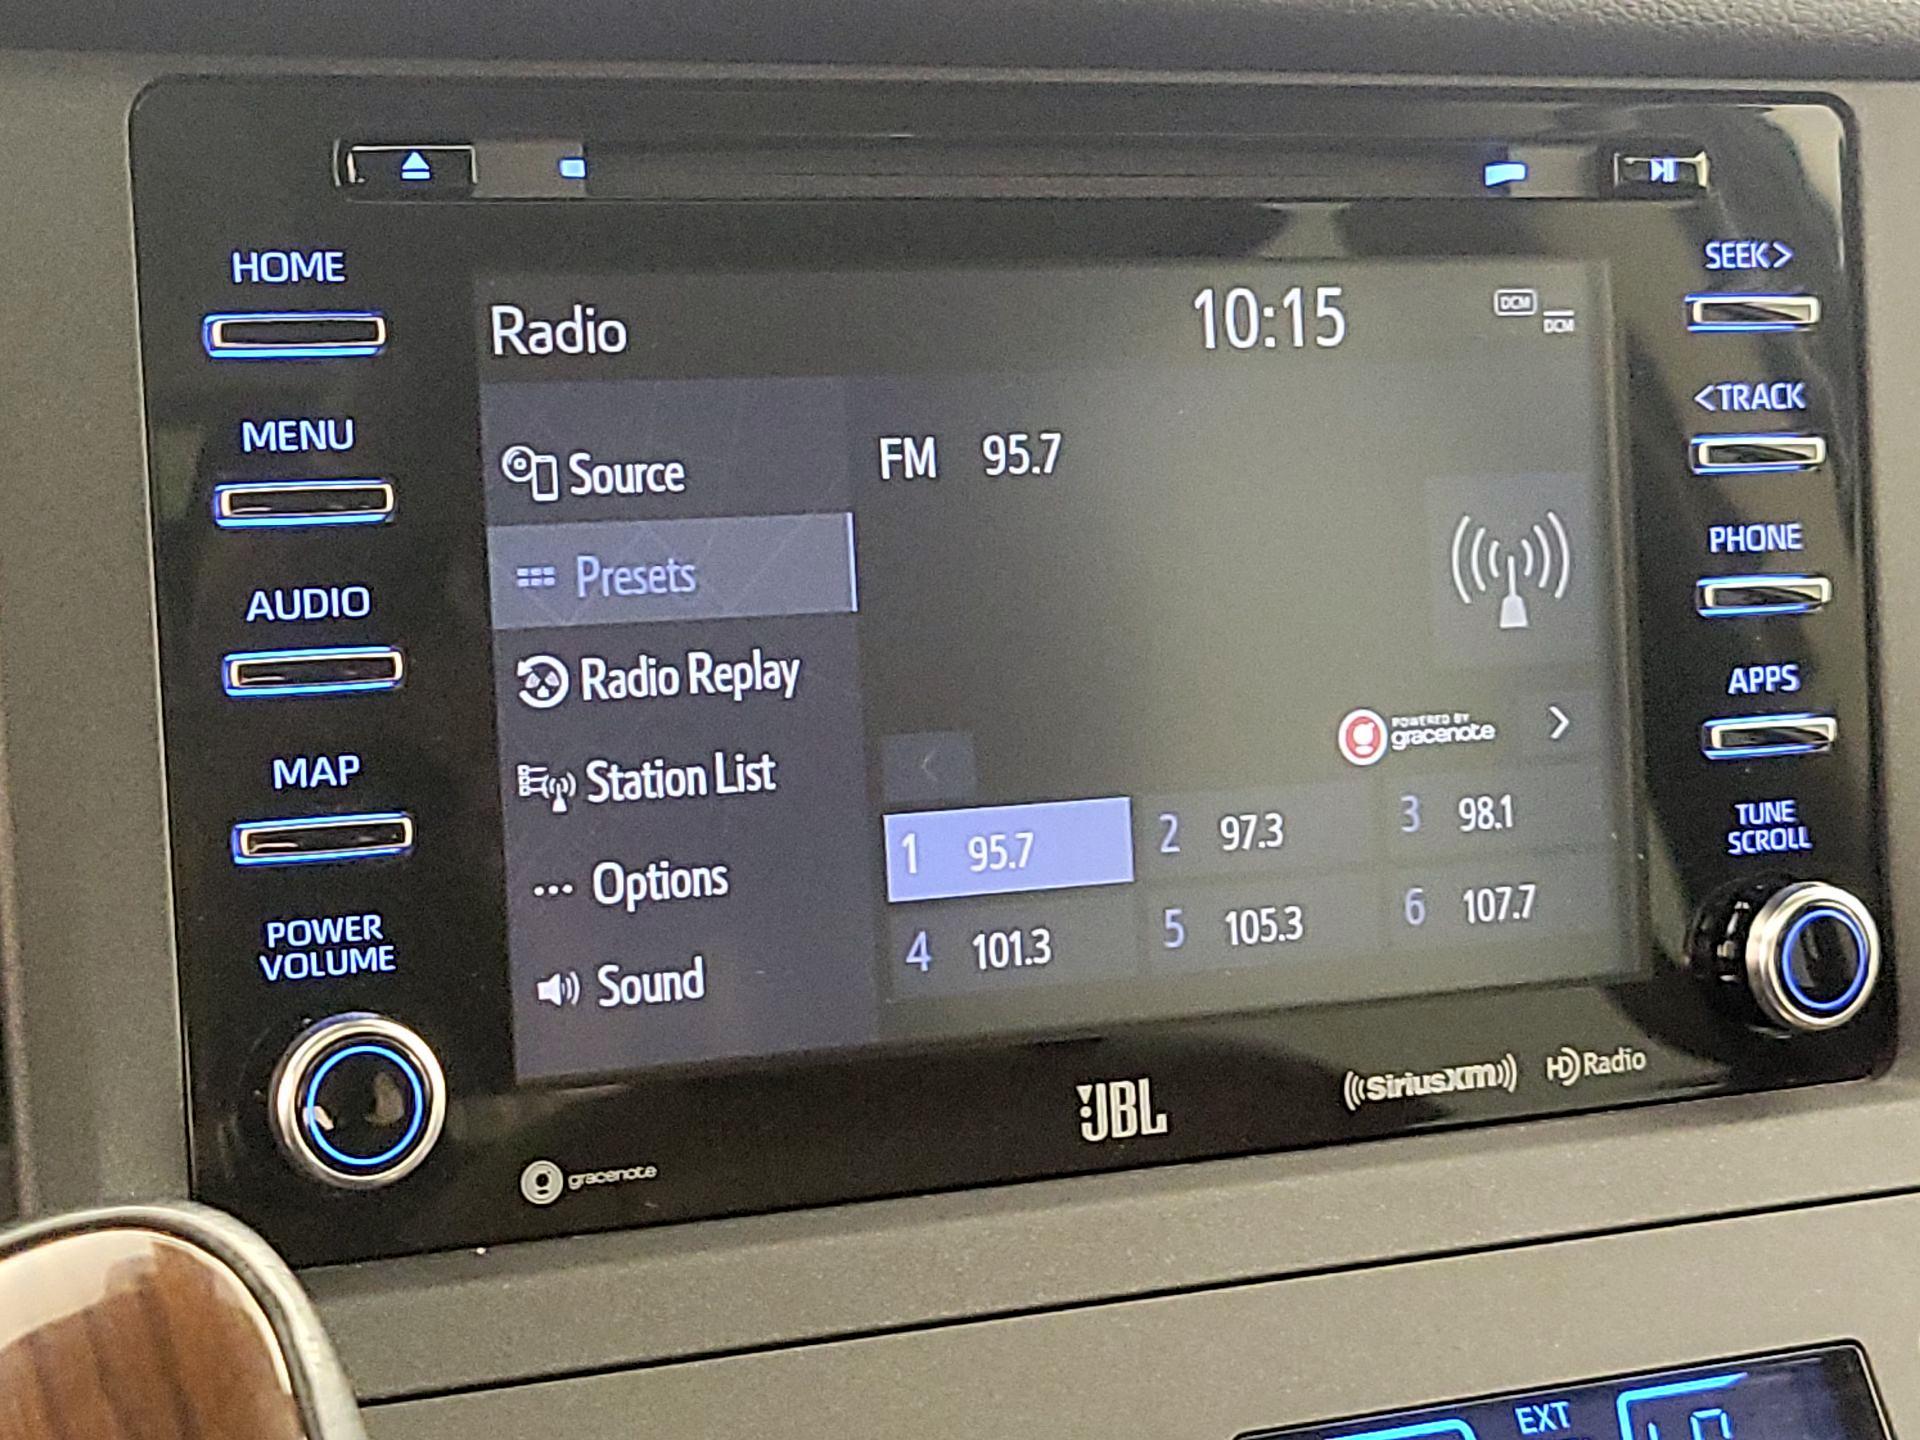 HOME
MENU
AUDIO
MAP
POWER
VOLUME
Radio
10:15
DCM
DCM
Source
Presets
Radio Replay
Station List
Options
Sound
FM 95.7
POWERED BY
gracenote
1 95.7
2 97.3
3 98.1
4 101.3
5 105.3
6 107.7
SEEK>
<TRACK
PHONE
APPS
TUNE
SCROLL
gracenote
JBL
SiriusXM
HD Radio
EXT